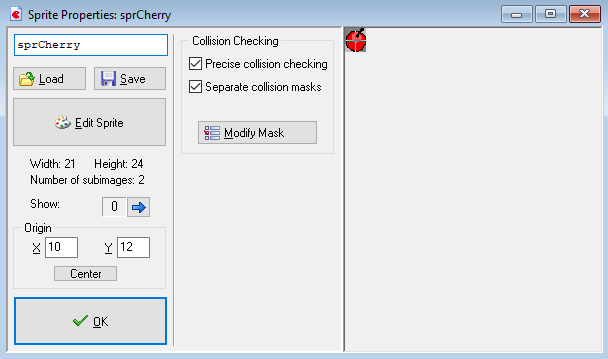 Sprite Properties: sprCherry
sprCherry
Load
Save
Edit Sprite
Width: 21 Height: 24
Number of subimages: 2
Show: 0
Origin
X 10 Y 12
Center
OK
Collision Checking
Precise collision checking
Separate collision masks
Modify Mask